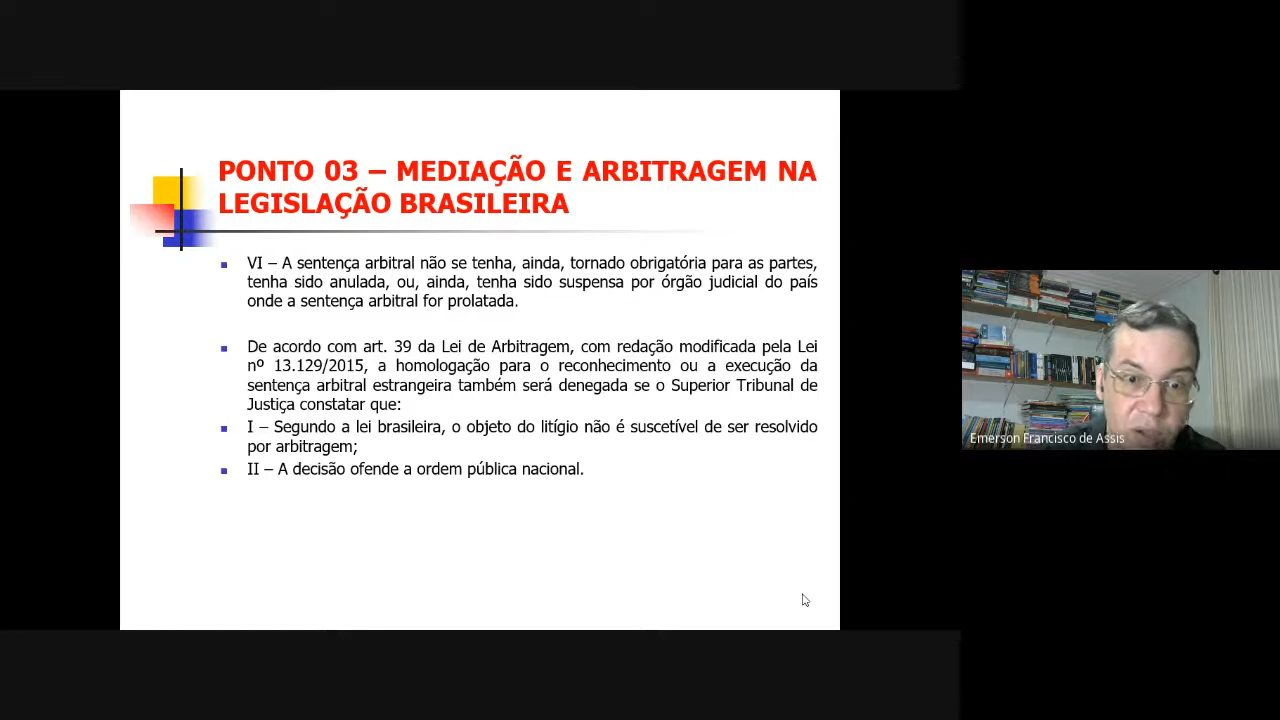 PONTO 03 – MEDIAÇÃO E ARBITRAGEM NA
LEGISLAÇÃO BRASILEIRA
VI – A sentença arbitral não se tenha, ainda, tornado obrigatória para as partes,
tenha sido anulada, ou, ainda, tenha sido suspensa por órgão judicial do país
onde a sentença arbitral for prolatada.
De acordo com art. 39 da Lei de Arbitragem, com redação modificada pela Lei
nº 13.129/2015, a homologação para o reconhecimento ou a execução da
sentença arbitral estrangeira também será denegada se o Superior Tribunal de
Justiça constatar que:
I – Segundo a lei brasileira, o objeto do litígio não é suscetível de ser resolvido
por arbitragem;
II – A decisão ofende a ordem pública nacional.
Emerson Francisco de Assis